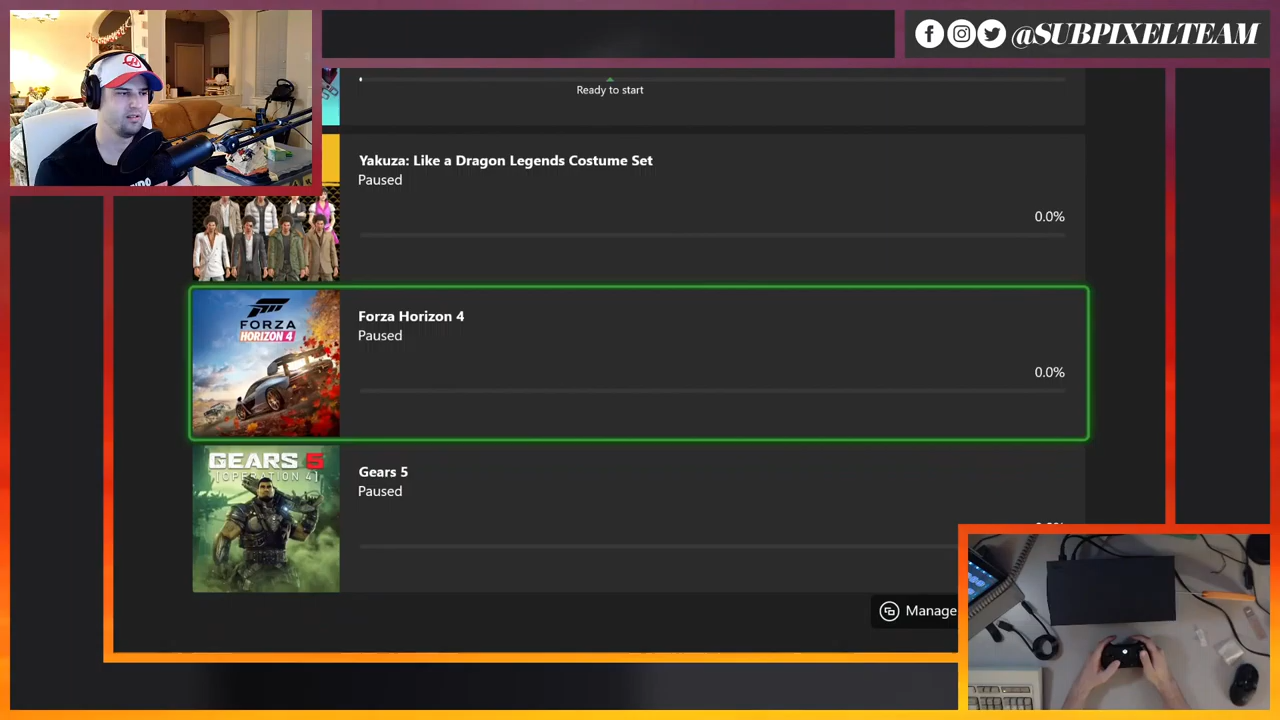 @SUBPIXELTEAM
Ready to start
Yakuza: Like a Dragon Legends Costume Set
Paused
0.0%
FORZA
HORIZON 4
Forza Horizon 4
Paused
0.0%
GEARS 5
[OPERATION 4]
Gears 5
Paused
Manage